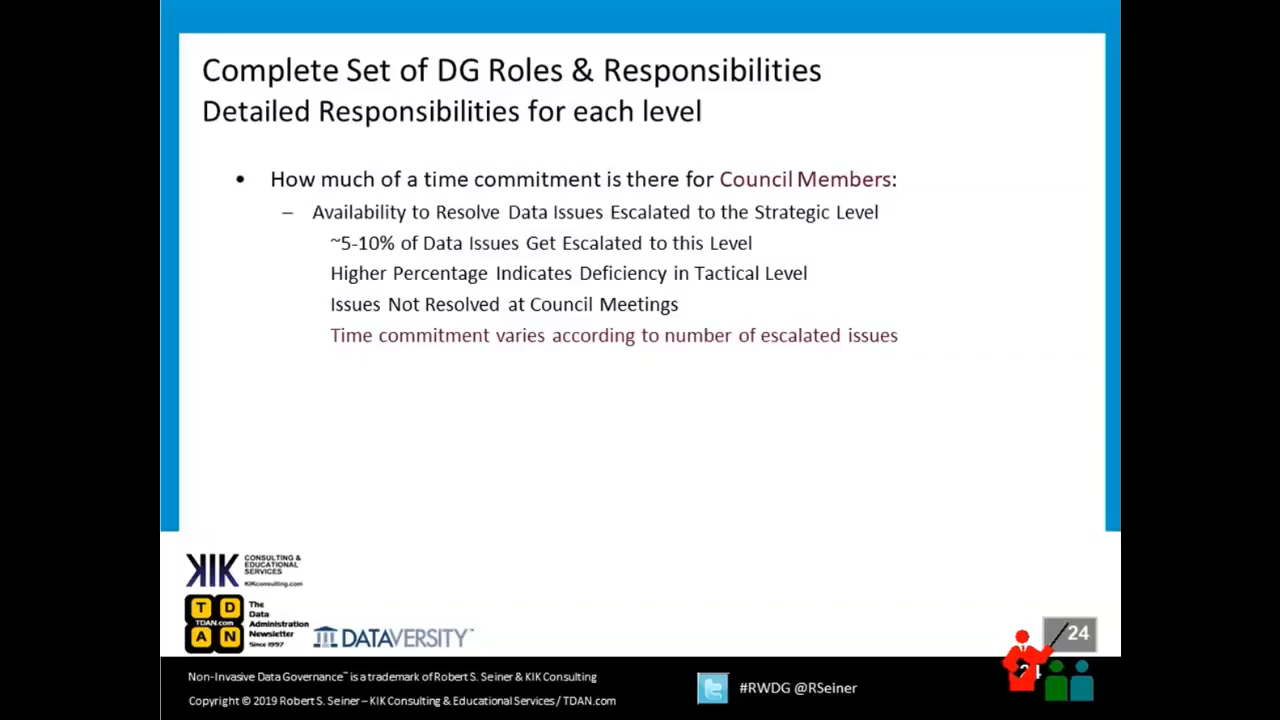 Complete Set of DG Roles & Responsibilities
Detailed Responsibilities for each level
• How much of a time commitment is there for Council Members:
– Availability to Resolve Data Issues Escalated to the Strategic Level
~5-10% of Data Issues Get Escalated to this Level
Higher Percentage Indicates Deficiency in Tactical Level
Issues Not Resolved at Council Meetings
Time commitment varies according to number of escalated issues
KIK CONSULTING &
EDUCATIONAL
SERVICES
KIKconsulting.com
TDAN
TDAN.com
The
Data
Administration
Newsletter
Since 1997
DATAVERSITY™
24
Non-Invasive Data Governance™ is a trademark of Robert S. Seiner & KIK Consulting
Copyright © 2019 Robert S. Seiner – KIK Consulting & Educational Services / TDAN.com
#RWDG @RSeiner